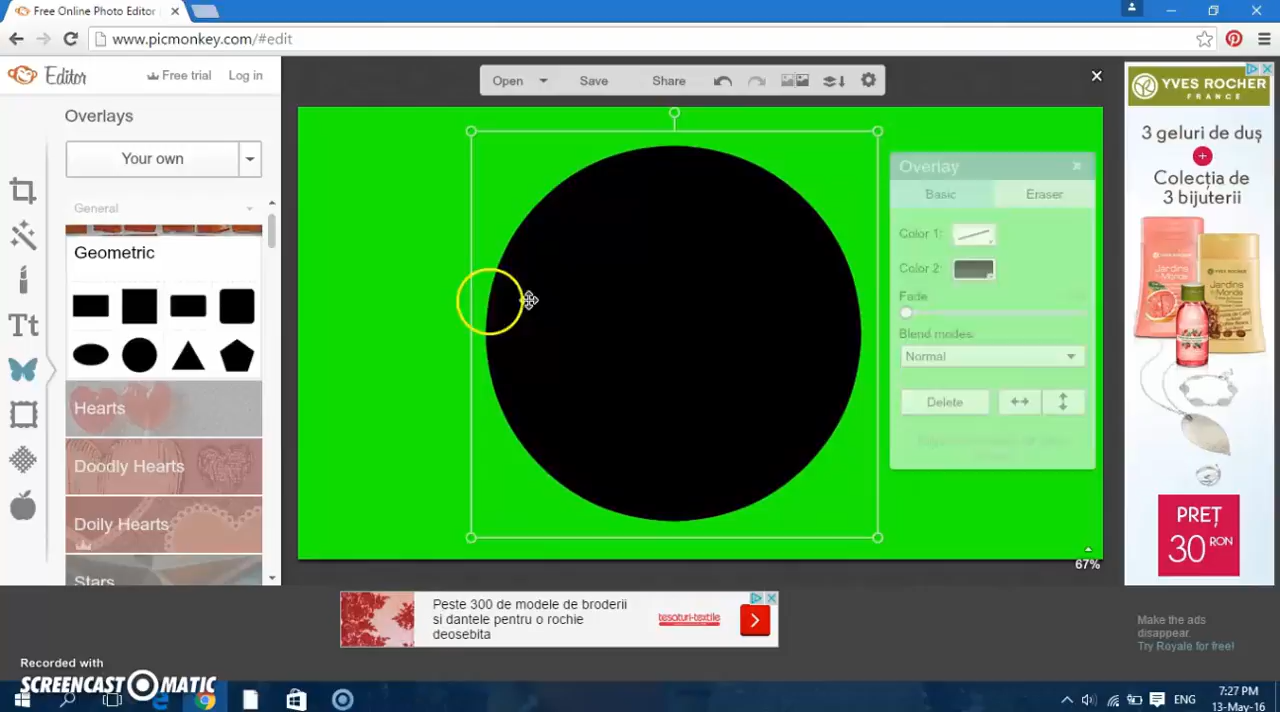 Free Online Photo Editor
www.picmonkey.com/#edit
Editor
Free trial
Log in
Open
Save
Share
Overlays
Your own
General
Geometric
Hearts
Doodly Hearts
Doily Hearts
Stars
Overlay
Basic
Eraser
Color 1:
Color 2:
Fade
Blend modes:
Normal
Delete
67%
YVES ROCHER
FRANCE
3 geluri de duș
+
Colecția de
3 bijuterii
PREȚ
30 RON
Peste 300 de modele de broderii
si dantele pentru o rochie
deosebita
tesaturi-textile
Make the ads
disappear.
Try Royale for free!
Recorded with
SCREENCAST MATIC
ENG
7:27 PM
13-May-16